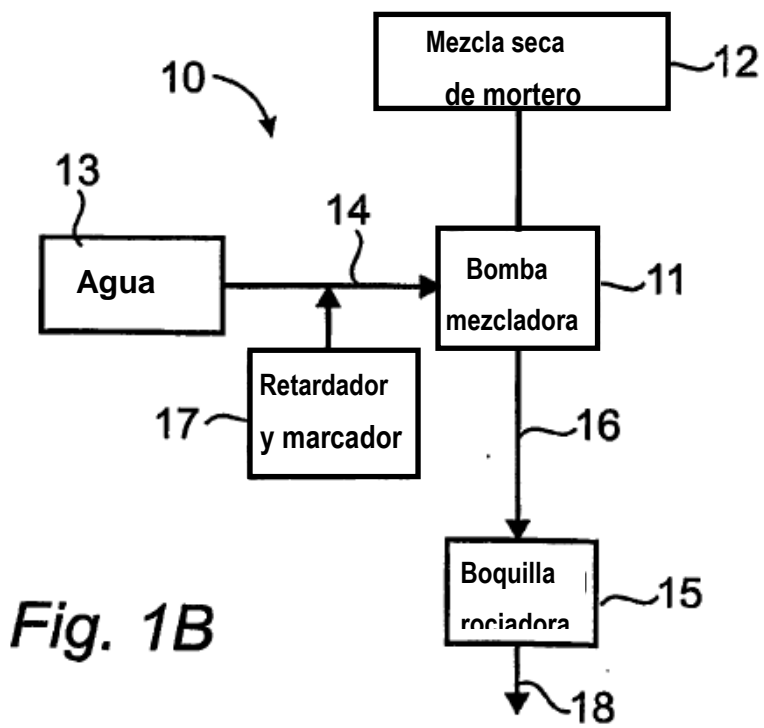 Mezcla seca
de mortero
12
10
13
14
Agua
Bomba
mezcladora
11
Retardador
y marcador
17
16
Boquilla
rociadora
15
18
Fig. 1B